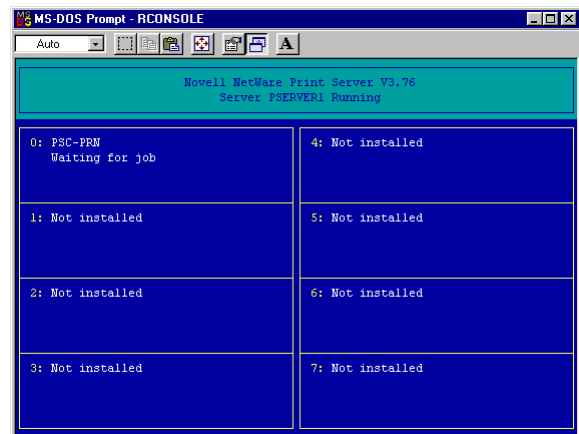 MS-DOS Prompt - RCONSOLE
Auto
A
Novell NetWare Print Server V3.76
Server PSERVER1 Running
0: PSC-PRN
Waiting for job
1: Not installed
2: Not installed
3: Not installed
4: Not installed
5: Not installed
6: Not installed
7: Not installed